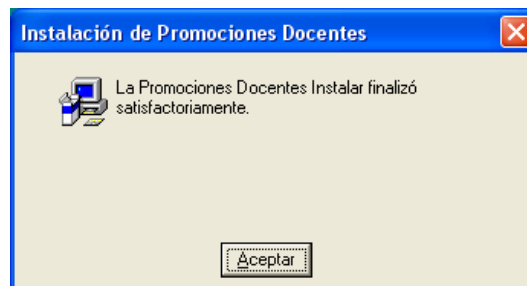 Instalación de Promociones Docentes
La Promociones Docentes Instalar finalizó
satisfactoriamente.
Aceptar